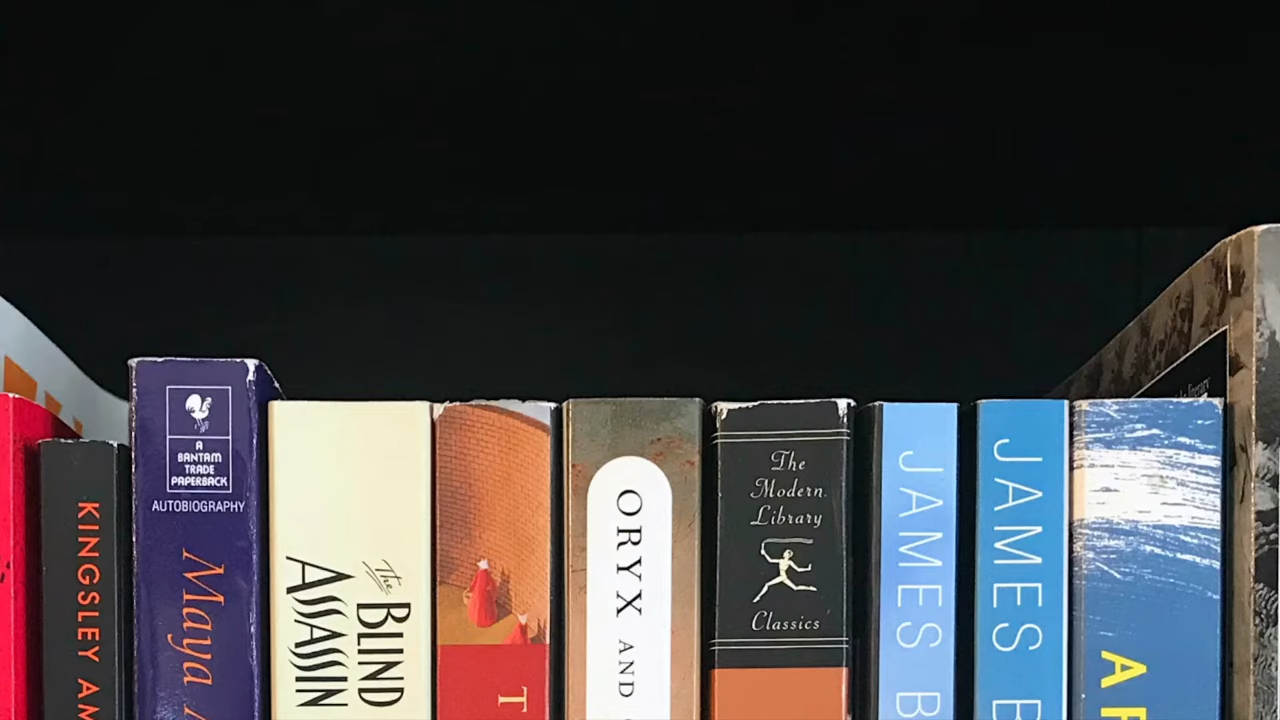 KINGSLEY AM
A
BANTAM
TRADE
PAPERBACK
AUTOBIOGRAPHY
Maya
The
BLIND
ASSASSIN
T
ORYX AND
The
Modern
Library
Classics
JAMES B
JAMES B
A F